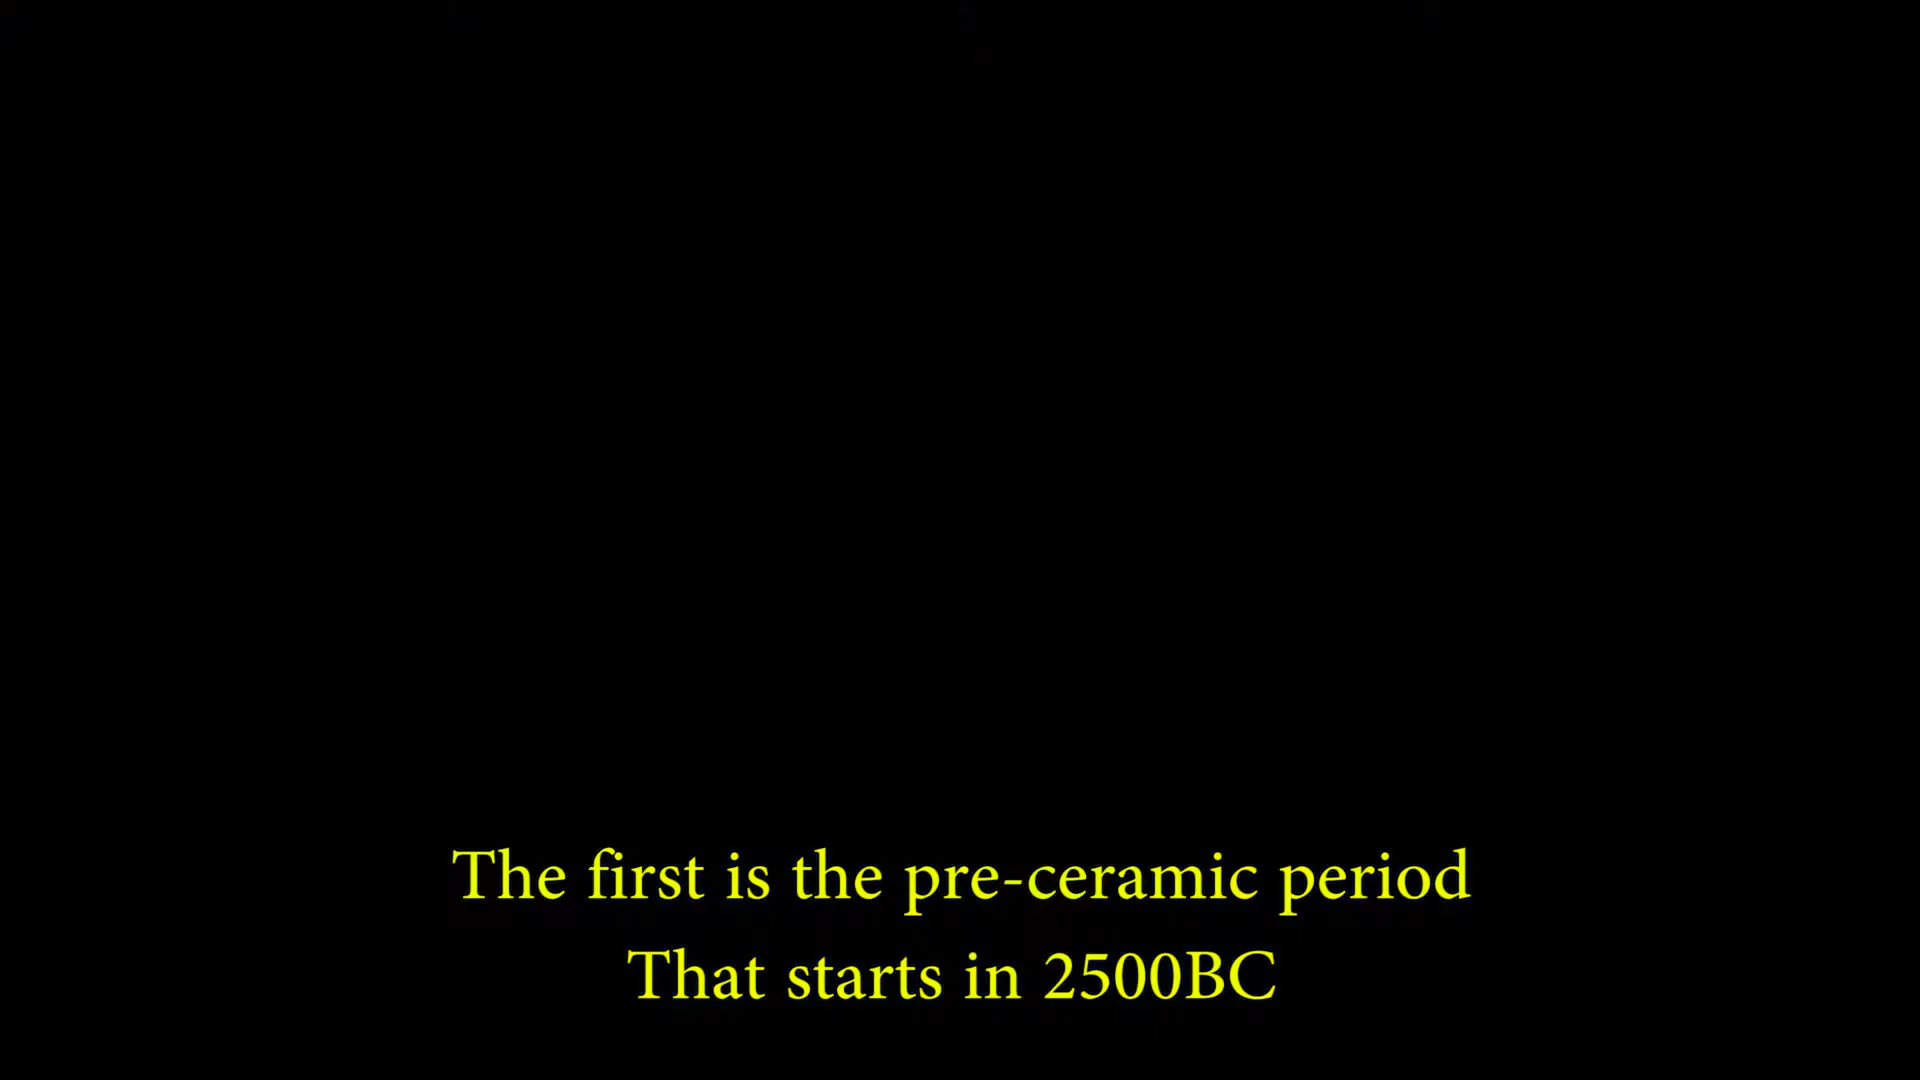 The first is the pre-ceramic period
That starts in 2500BC